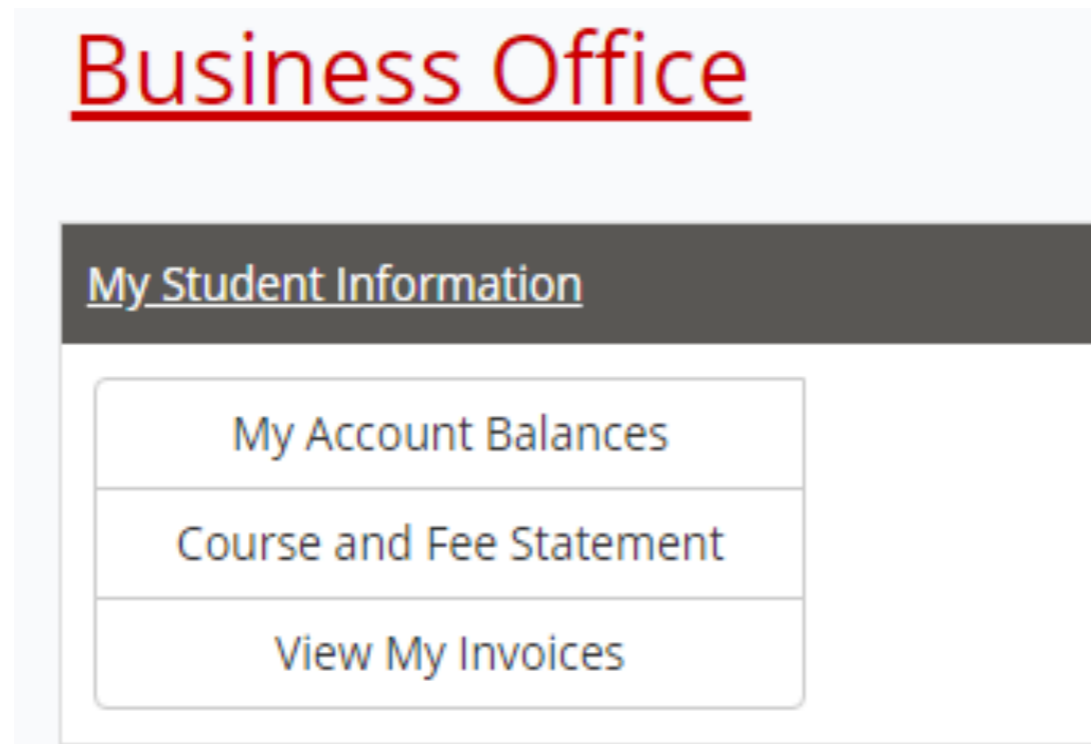 Business Office
My Student Information
My Account Balances
Course and Fee Statement
View My Invoices